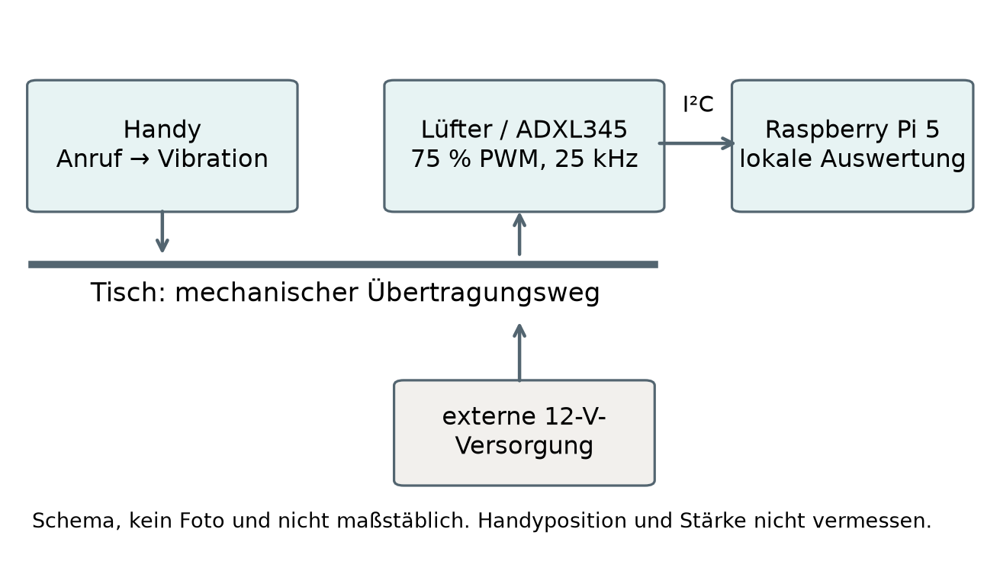 Handy
Anruf → Vibration
Lüfter / ADXL345
75 % PWM, 25 kHz
I²C
Raspberry Pi 5
lokale Auswertung
Tisch: mechanischer Übertragungsweg
externe 12-V-
Versorgung
Schema, kein Foto und nicht maßstäblich. Handyposition und Stärke nicht vermessen.